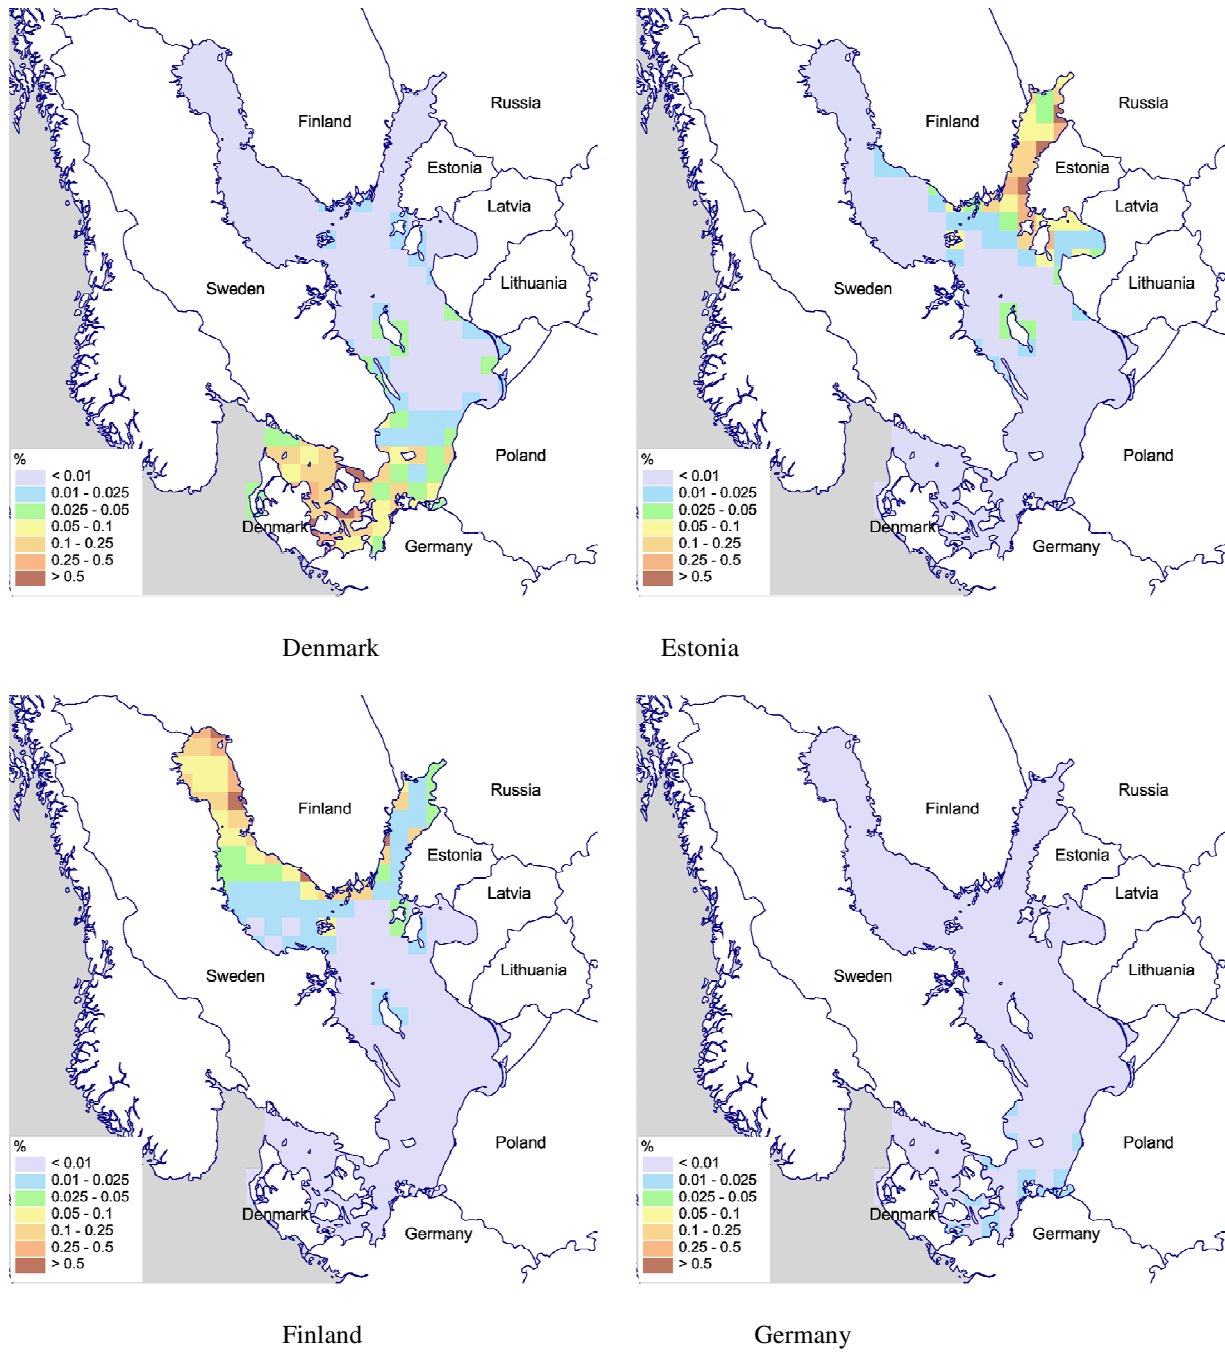 Finland
Russia
Estonia
Latvia
Lithuania
Sweden
Poland
Denmark
Germany
%
< 0.01
0.01 - 0.025
0.025 - 0.05
0.05 - 0.1
0.1 - 0.25
0.25 - 0.5
> 0.5
Finland
Russia
Estonia
Latvia
Lithuania
Sweden
Poland
Denmark
Germany
%
< 0.01
0.01 - 0.025
0.025 - 0.05
0.05 - 0.1
0.1 - 0.25
0.25 - 0.5
> 0.5
Denmark
Estonia
Finland
Russia
Estonia
Latvia
Lithuania
Sweden
Poland
Denmark
Germany
%
< 0.01
0.01 - 0.025
0.025 - 0.05
0.05 - 0.1
0.1 - 0.25
0.25 - 0.5
> 0.5
Finland
Russia
Estonia
Latvia
Lithuania
Sweden
Poland
Denmark
Germany
%
< 0.01
0.01 - 0.025
0.025 - 0.05
0.05 - 0.1
0.1 - 0.25
0.25 - 0.5
> 0.5
Finland
Germany